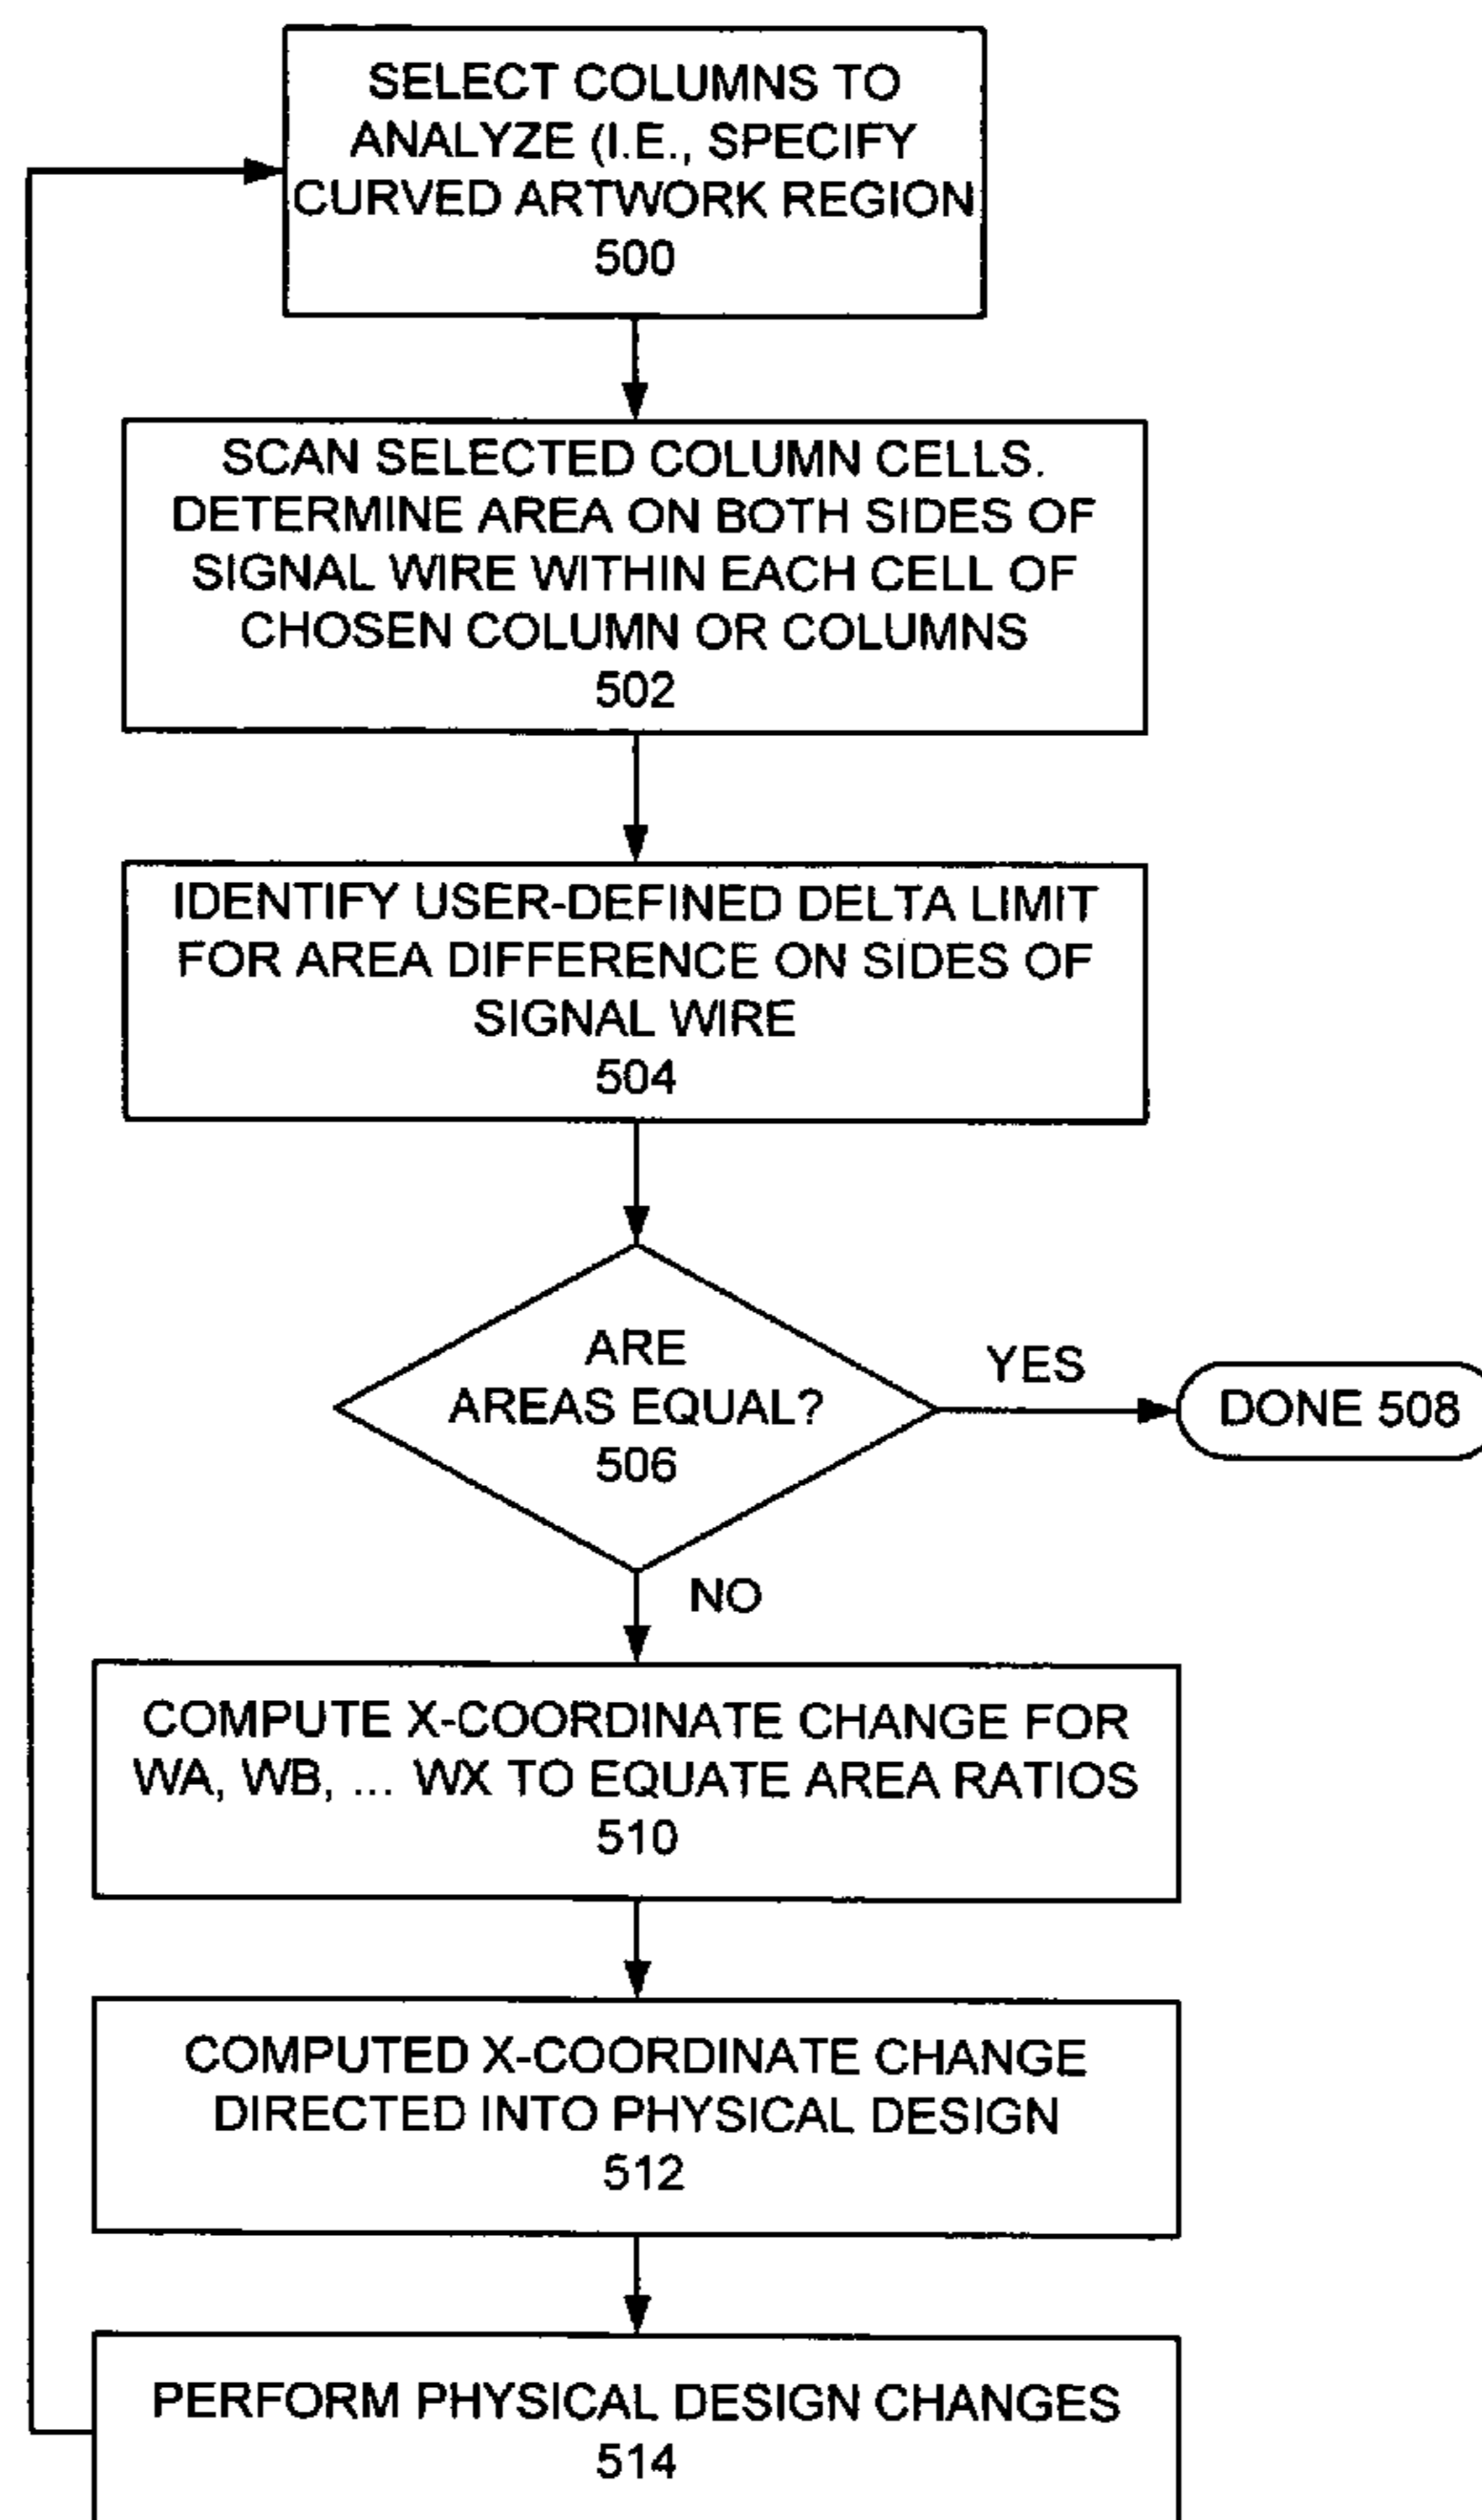 SELECT COLUMNS TO
ANALYZE (I.E., SPECIFY
CURVED ARTWORK REGION
500
SCAN SELECTED COLUMN CELLS.
DETERMINE AREA ON BOTH SIDES OF
SIGNAL WIRE WITHIN EACH CELL OF
CHOSEN COLUMN OR COLUMNS
502
IDENTIFY USER-DEFINED DELTA LIMIT
FOR AREA DIFFERENCE ON SIDES OF
SIGNAL WIRE
504
ARE
AREAS EQUAL?
506
YES
DONE 508
NO
COMPUTE X-COORDINATE CHANGE FOR
WA, WB, ... WX TO EQUATE AREA RATIOS
510
COMPUTED X-COORDINATE CHANGE
DIRECTED INTO PHYSICAL DESIGN
512
PERFORM PHYSICAL DESIGN CHANGES
514